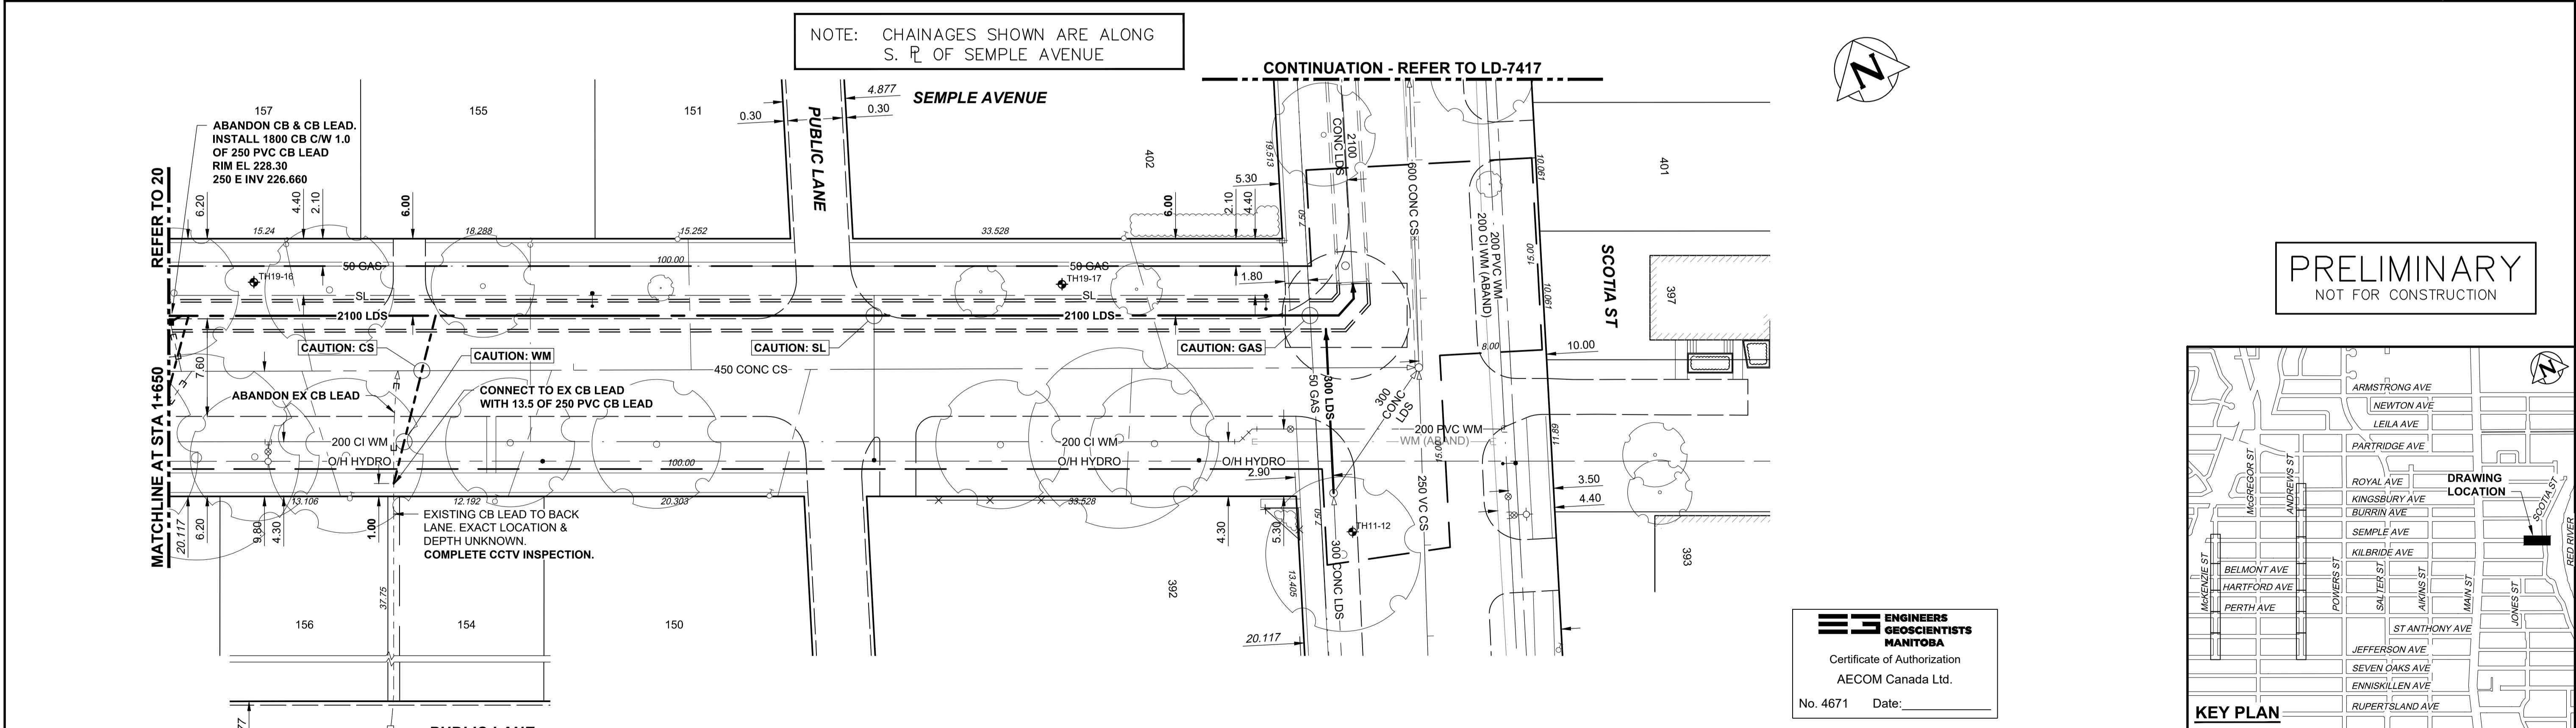 NOTE: CHAINAGES SHOWN ARE ALONG
S. ℄ OF SEMPLE AVENUE
CONTINUATION - REFER TO LD-7417
157
155
151
4.877
0.30
0.30
SEMPLE AVENUE
PUBLIC LANE
ABANDON CB & CB LEAD.
INSTALL 1800 CB C/W 1.0
OF 250 PVC CB LEAD
RIM EL 228.30
250 E INV 226.660
MATCHLINE AT STA 1+650
REFER TO 20
6.20
4.40
2.10
6.00
15.24
18.288
15.252
402
33.528
6.00
2.10
4.40
5.30
19.513
7.50
2100
CONC LDS
600 CONC CS
200 PVC WM
200 CI WM (ABAND)
10.061
401
15.00
10.061
SCOTIA ST
397
10.00
50 GAS
100.00
50 GAS
TH19-16
TH19-17
1.80
SL
SL
2100 LDS
2100 LDS
CAUTION: CS
CAUTION: WM
CAUTION: SL
CAUTION: GAS
8.00
7.60
450 CONC CS
ABANDON EX CB LEAD
CONNECT TO EX CB LEAD
WITH 13.5 OF 250 PVC CB LEAD
50 GAS
300 LDS
300
CONC
LDS
200 CI WM
200 CI WM
200 PVC WM
WM (ABAND)
15.00
11.89
O/H HYDRO
100.00
O/H HYDRO
O/H HYDRO
2.90
13.106
12.192
20.303
33.528
3.50
4.40
250 VC CS
20.117
6.20
9.80
4.30
1.00
EXISTING CB LEAD TO BACK
LANE. EXACT LOCATION &
DEPTH UNKNOWN.
COMPLETE CCTV INSPECTION.
4.30
5.30
7.50
TH11-12
300 CONC LDS
13.405
392
393
37.75
156
154
150
20.117
PRELIMINARY
NOT FOR CONSTRUCTION
ENGINEERS
GEOSCIENTISTS
MANITOBA
Certificate of Authorization
AECOM Canada Ltd.
No. 4671 Date:
N
N
ARMSTRONG AVE
NEWTON AVE
LEILA AVE
PARTRIDGE AVE
ROYAL AVE
KINGSBURY AVE
BURRIN AVE
SEMPLE AVE
KILBRIDE AVE
BELMONT AVE
HARTFORD AVE
PERTH AVE
ST ANTHONY AVE
JEFFERSON AVE
SEVEN OAKS AVE
ENNISKILLEN AVE
RUPERTSLAND AVE
McKENZIE ST
McGREGOR ST
ANDREWS ST
POWERS ST
SALTER ST
AIKINS ST
MAIN ST
JONES ST
SCOTIA ST
RED RIVER
DRAWING
LOCATION
KEY PLAN